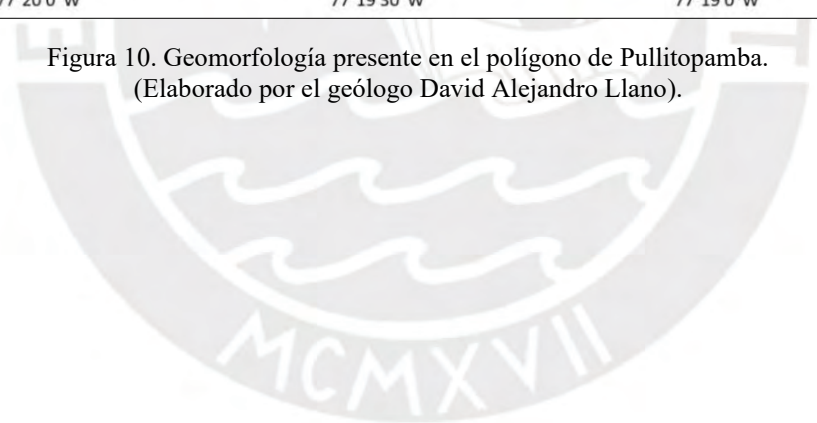 77°20'0"W 77°19'30"W 77°19'0"W
Figura 10. Geomorfología presente en el polígono de Pullitopamba.
(Elaborado por el geólogo David Alejandro Llano).
MCMXVII